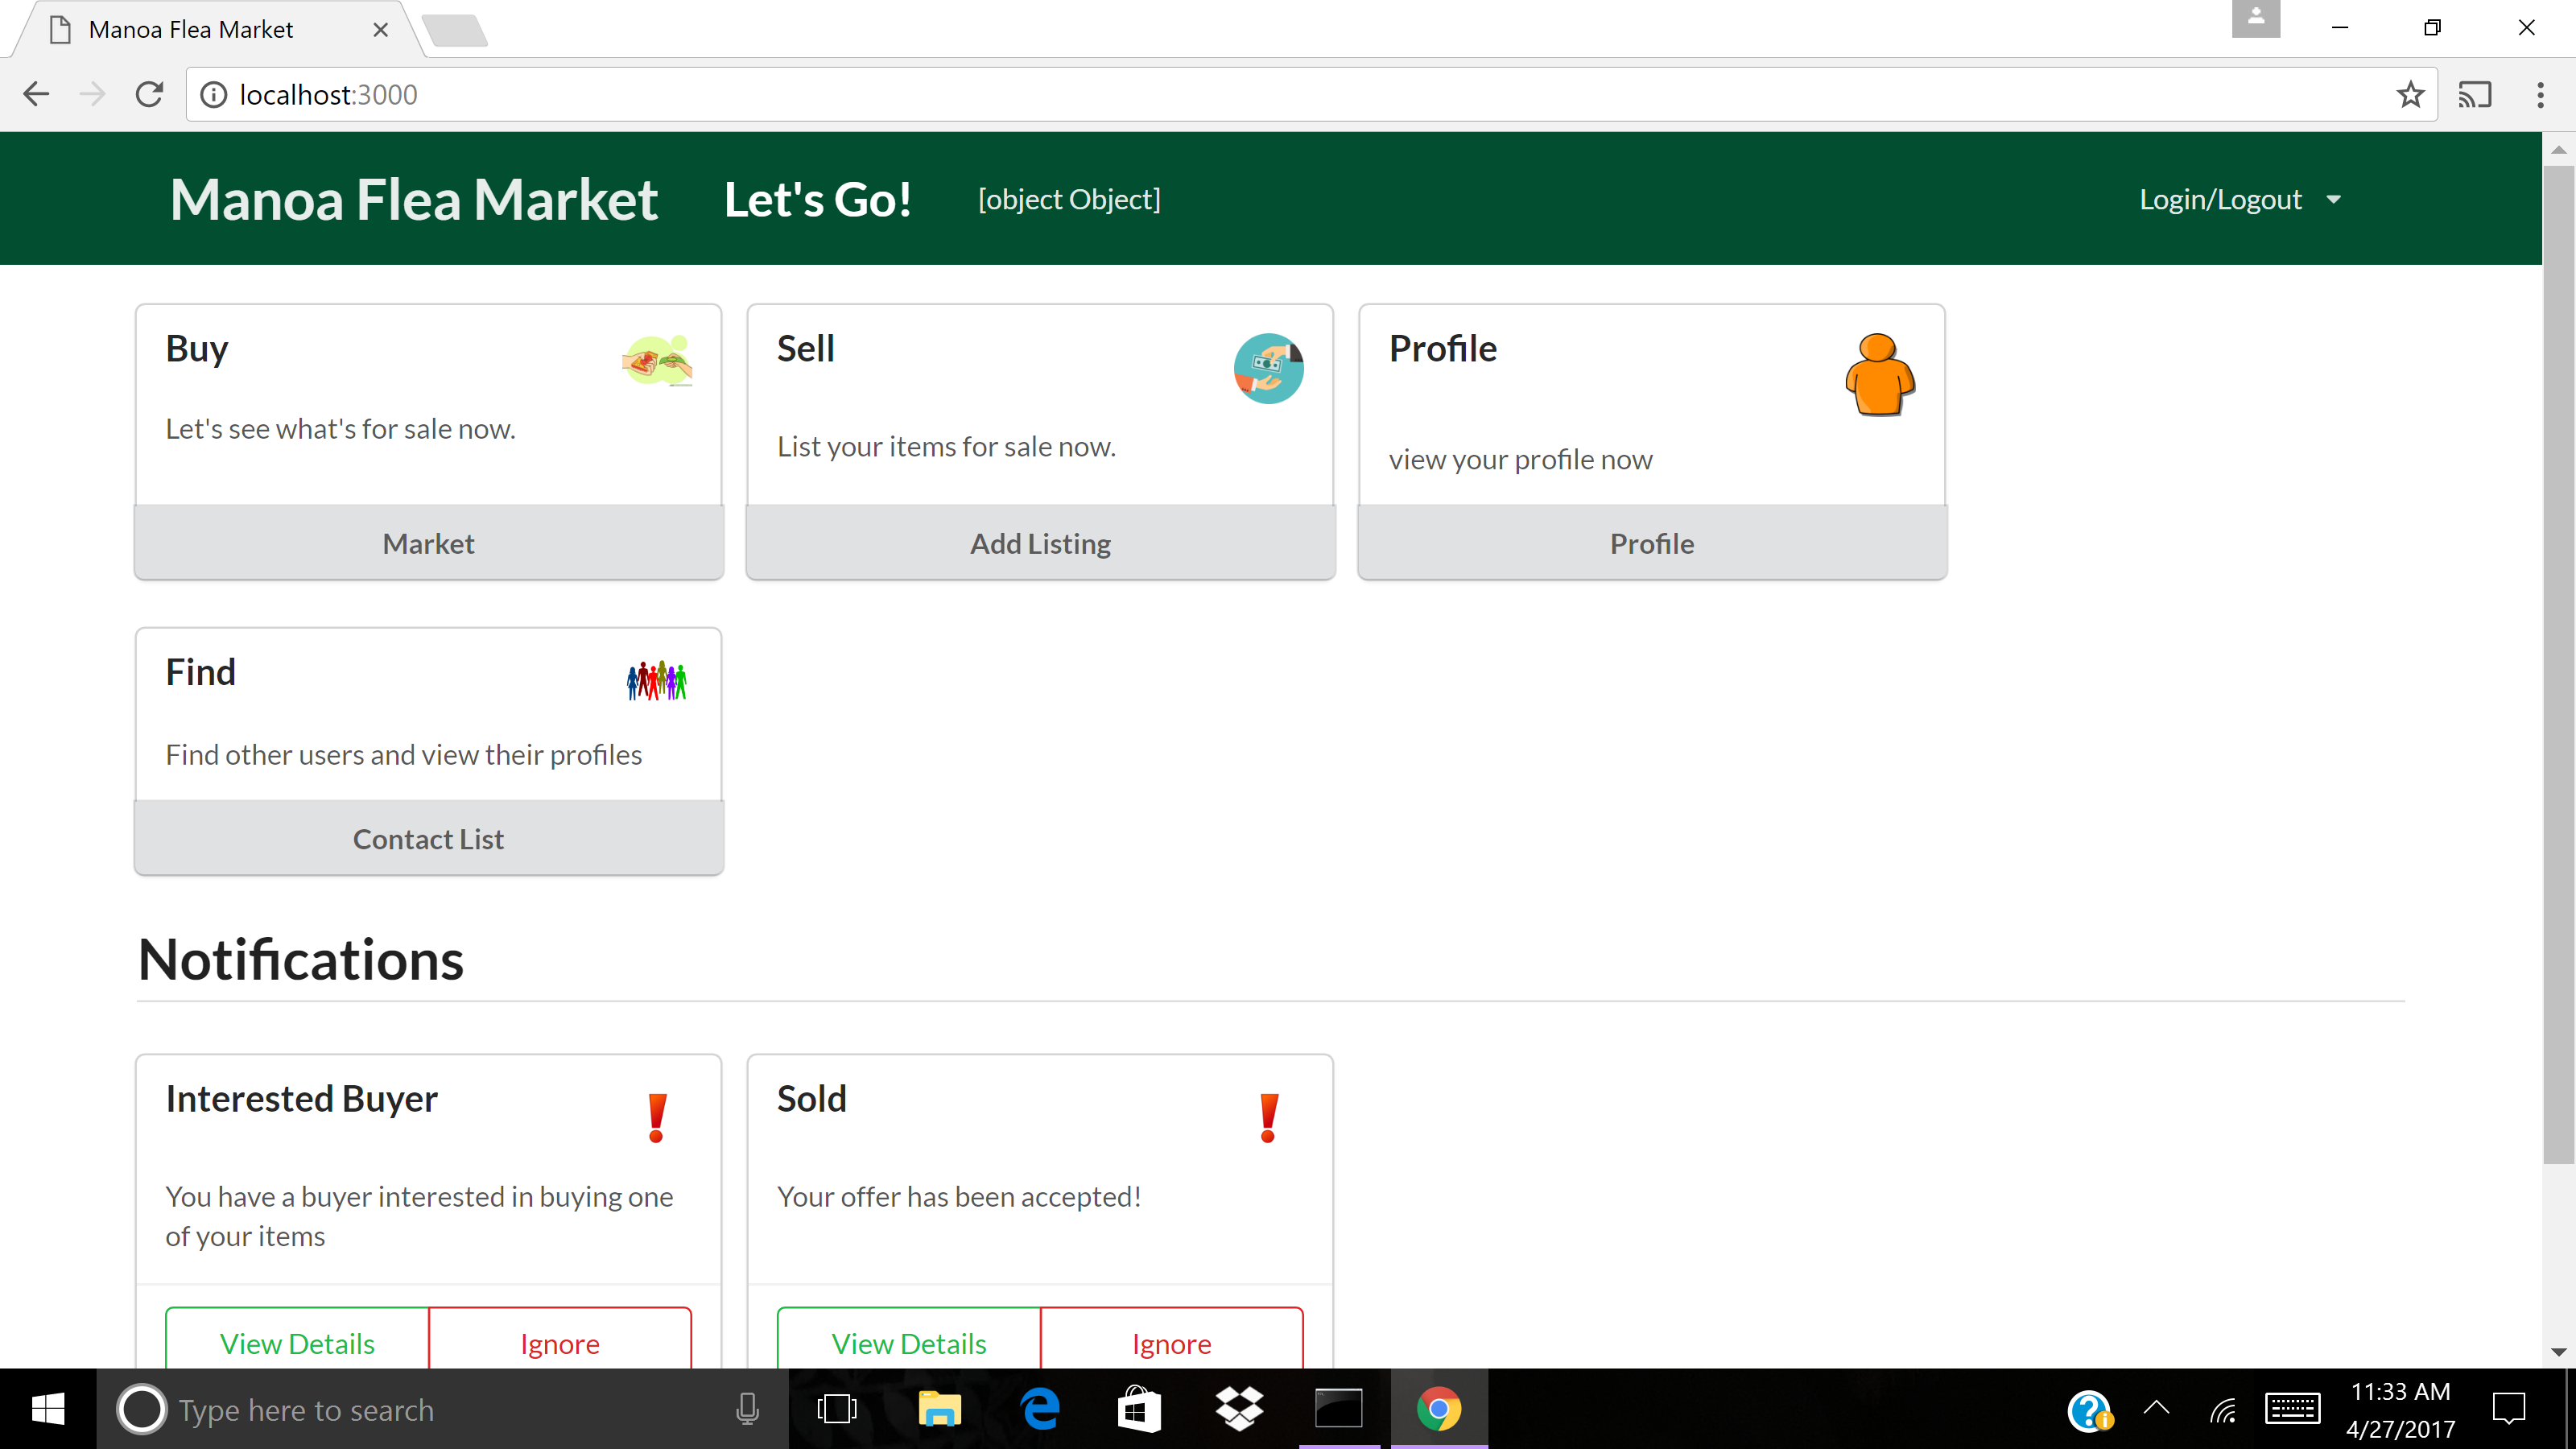 Manoa Flea Market
localhost:3000
Manoa Flea Market Let's Go! [object Object] Login/Logout
Buy
Let's see what's for sale now.
Market
Sell
List your items for sale now.
Add Listing
Profile
view your profile now
Profile
Find
Find other users and view their profiles
Contact List
Notifications
Interested Buyer
You have a buyer interested in buying one
of your items
View Details Ignore
Sold
Your offer has been accepted!
View Details Ignore
Type here to search
11:33 AM
4/27/2017